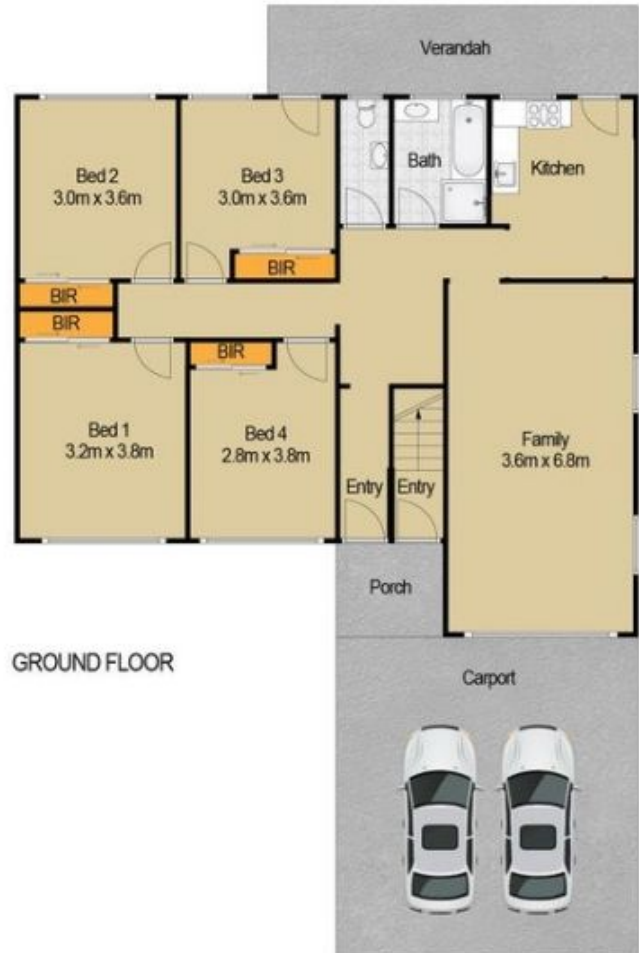 Verandah
Bed 2
3.0m x 3.6m
Bed 3
3.0m x 3.6m
Bath
Kitchen
BIR
BIR
BIR
BIR
Bed 1
3.2m x 3.8m
Bed 4
2.8m x 3.8m
Family
3.6m x 6.8m
Entry
Entry
Porch
GROUND FLOOR
Carport